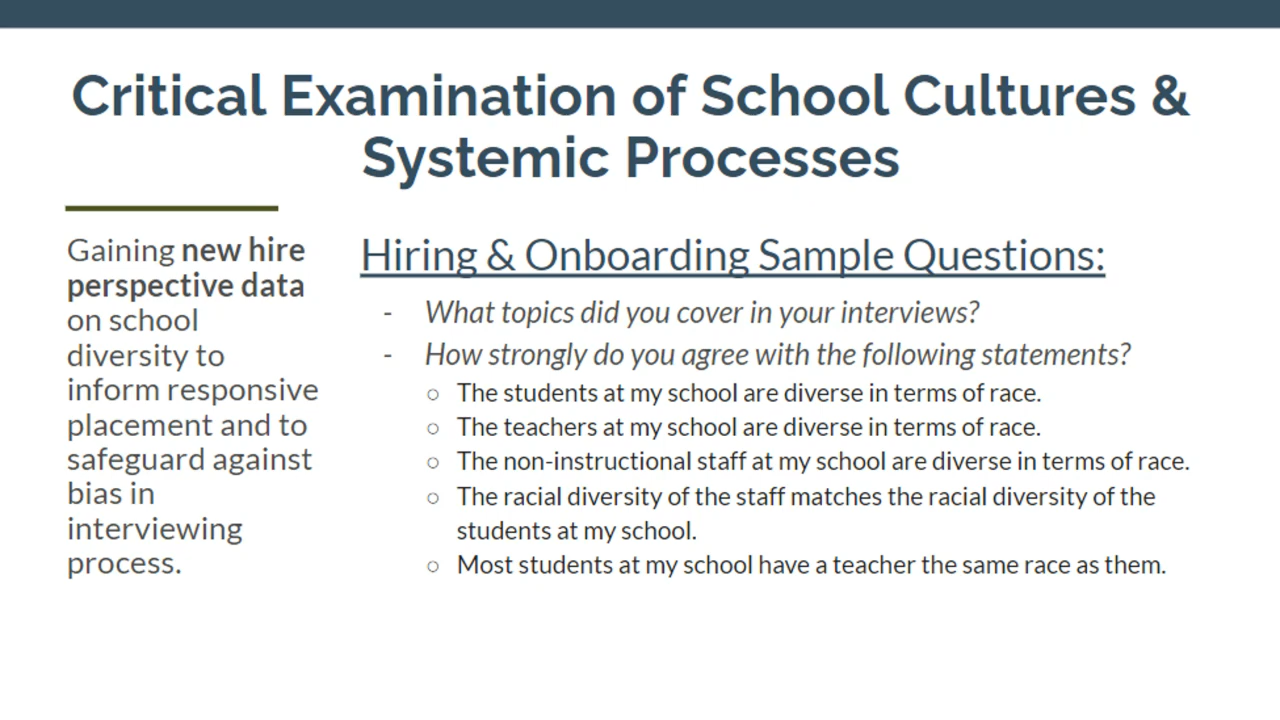 Critical Examination of School Cultures &
Systemic Processes
Gaining new hire
perspective data
on school
diversity to
inform responsive
placement and to
safeguard against
bias in
interviewing
process.
Hiring & Onboarding Sample Questions:
- What topics did you cover in your interviews?
- How strongly do you agree with the following statements?
○ The students at my school are diverse in terms of race.
○ The teachers at my school are diverse in terms of race.
○ The non-instructional staff at my school are diverse in terms of race.
○ The racial diversity of the staff matches the racial diversity of the
students at my school.
○ Most students at my school have a teacher the same race as them.